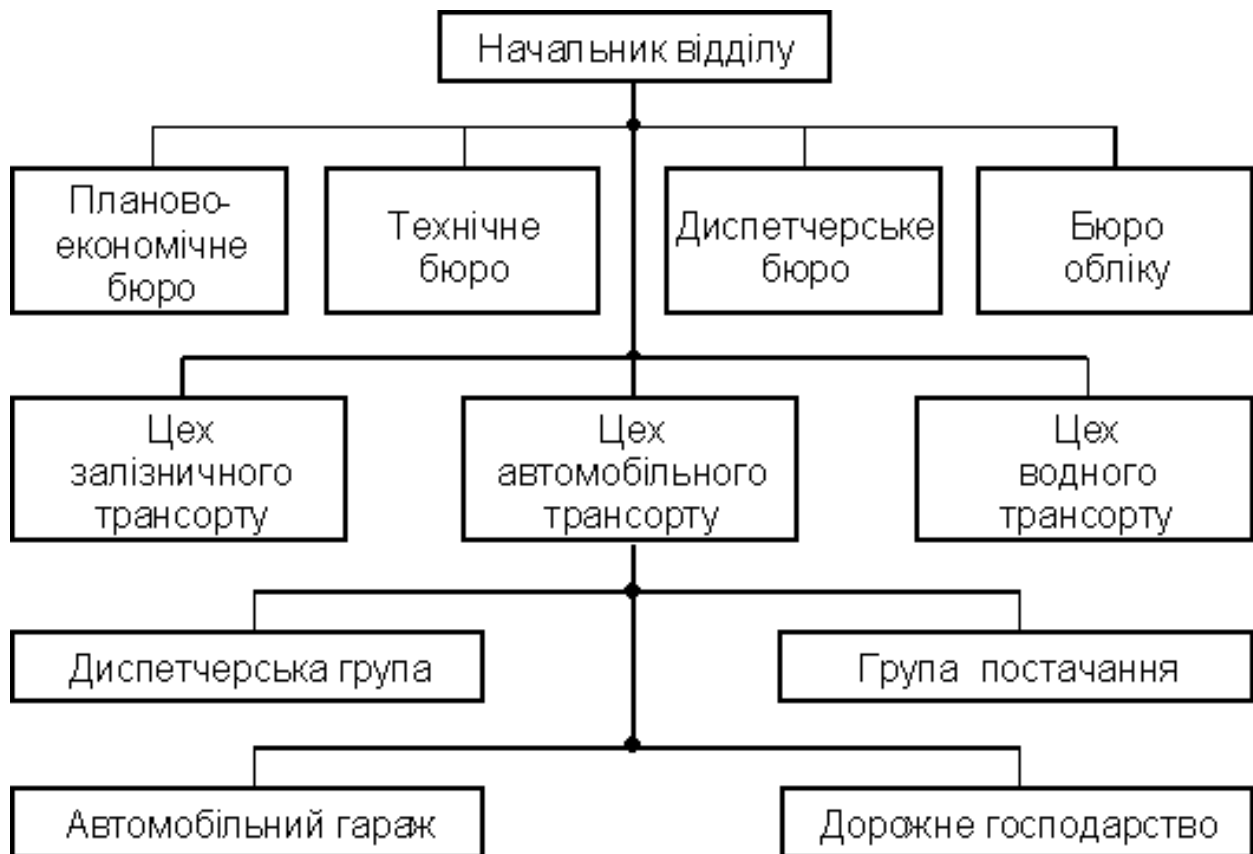 Начальник відділу
Планово-
економічне
бюро
Технічне
бюро
Диспетчерське
бюро
Бюро
обліку
Цех
залізничного
трансорту
Цех
автомобільного
трансорту
Цех
водного
трансорту
Диспетчерська група
Група постачання
Автомобільний гараж
Дорожнє господарство